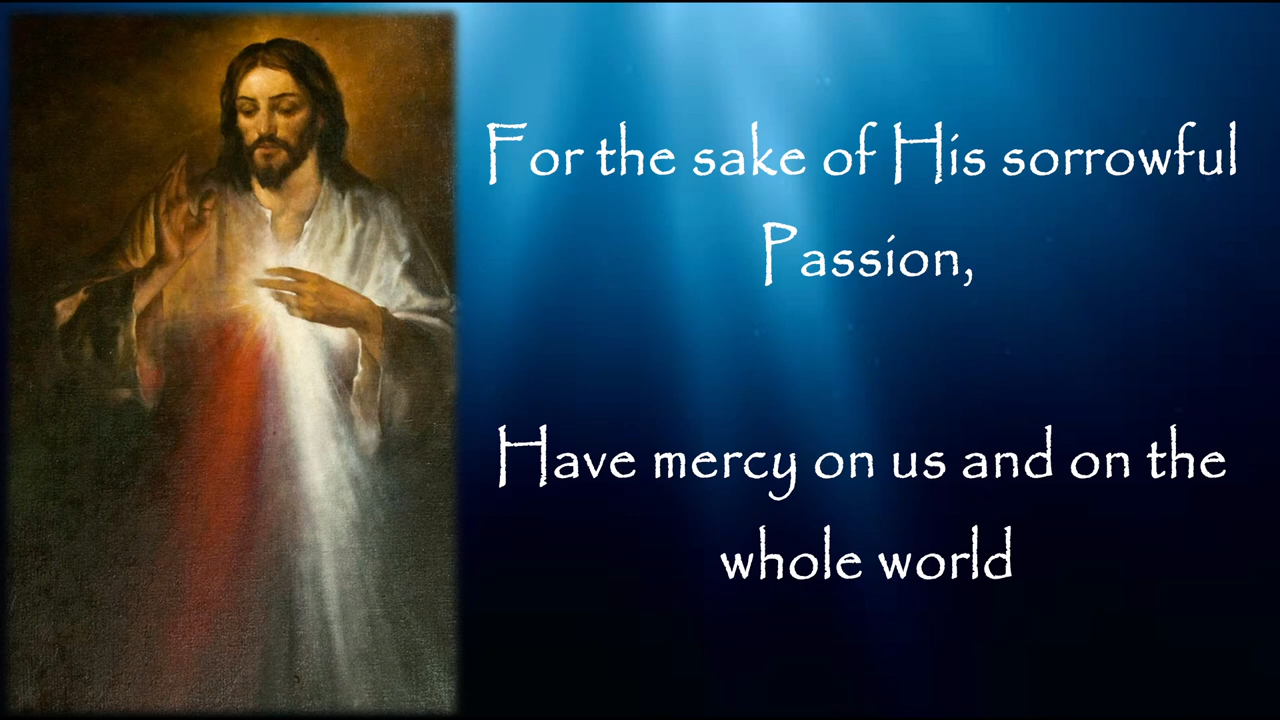 For the sake of His sorrowful
Passion,
Have mercy on us and on the
whole world